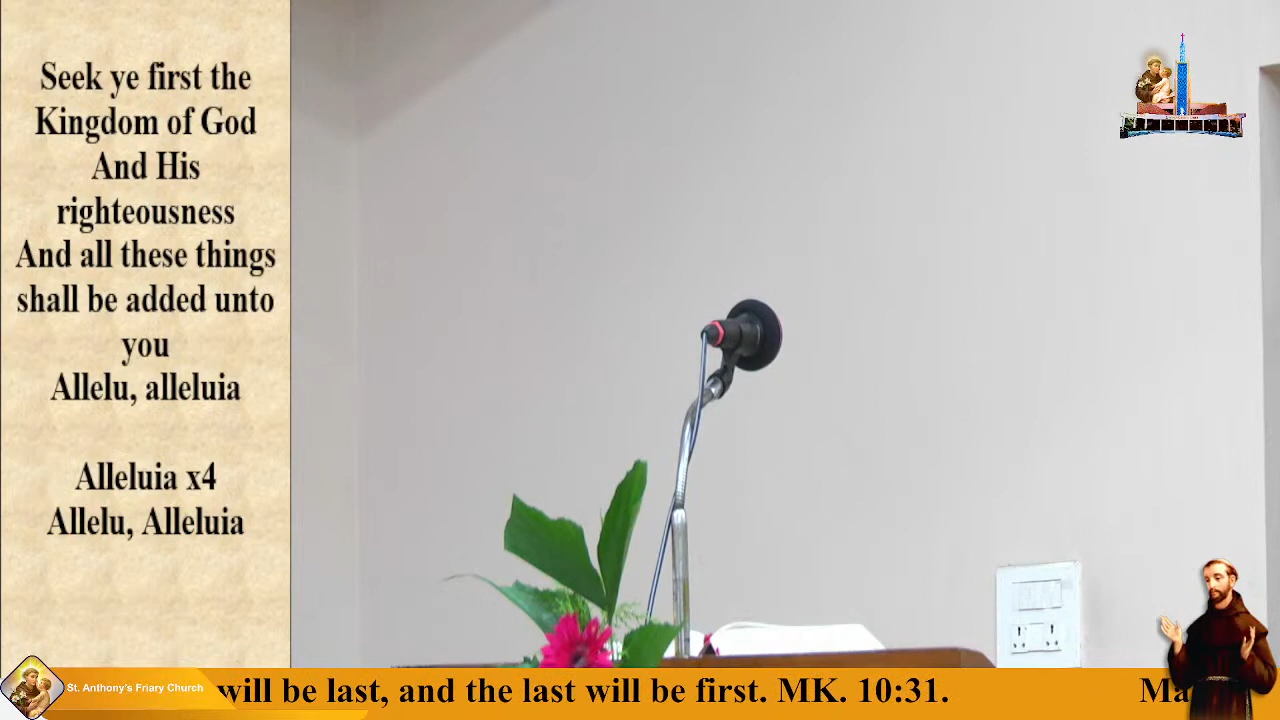 Seek ye first the
Kingdom of God
And His
righteousness
And all these things
shall be added unto
you
Allelu, alleluia
Alleluia x4
Allelu, Alleluia
St. Anthony's Friary Church
will be last, and the last will be first. MK. 10:31.